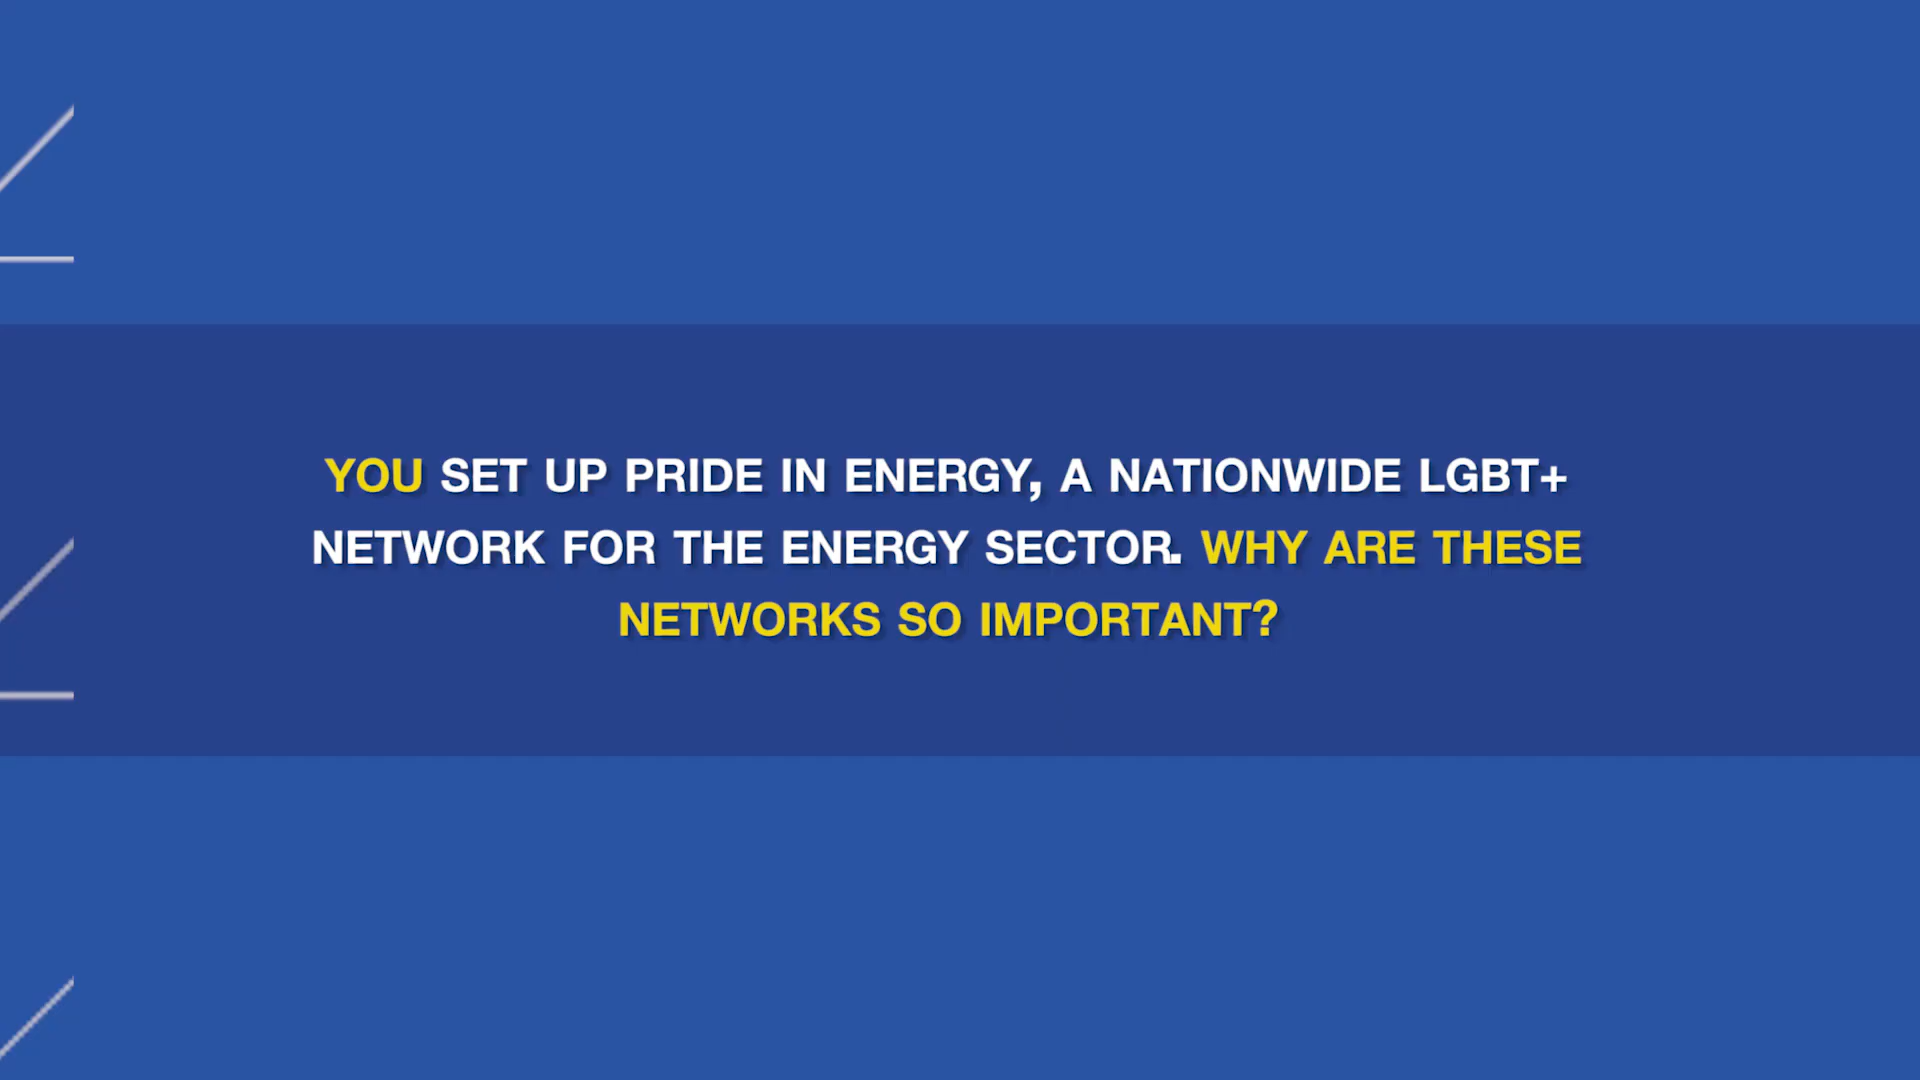 YOU SET UP PRIDE IN ENERGY, A NATIONWIDE LGBT+
NETWORK FOR THE ENERGY SECTOR. WHY ARE THESE
NETWORKS SO IMPORTANT?